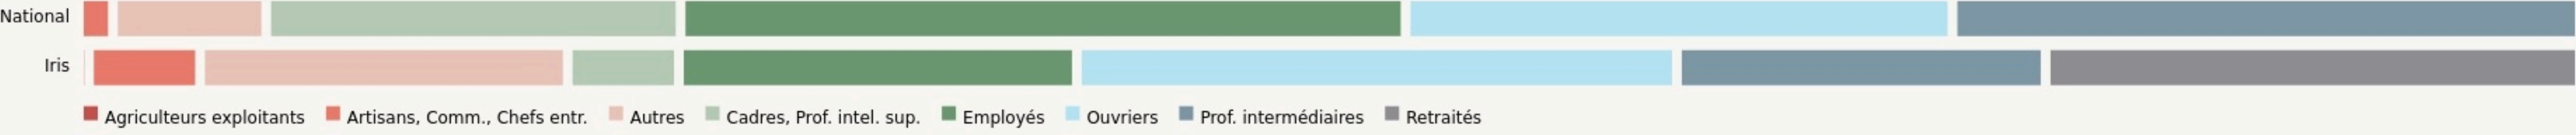 National
Iris
Agriculteurs exploitants Artisans, Comm., Chefs entr. Autres Cadres, Prof. intel. sup. Employés Ouvriers Prof. intermédiaires Retraités